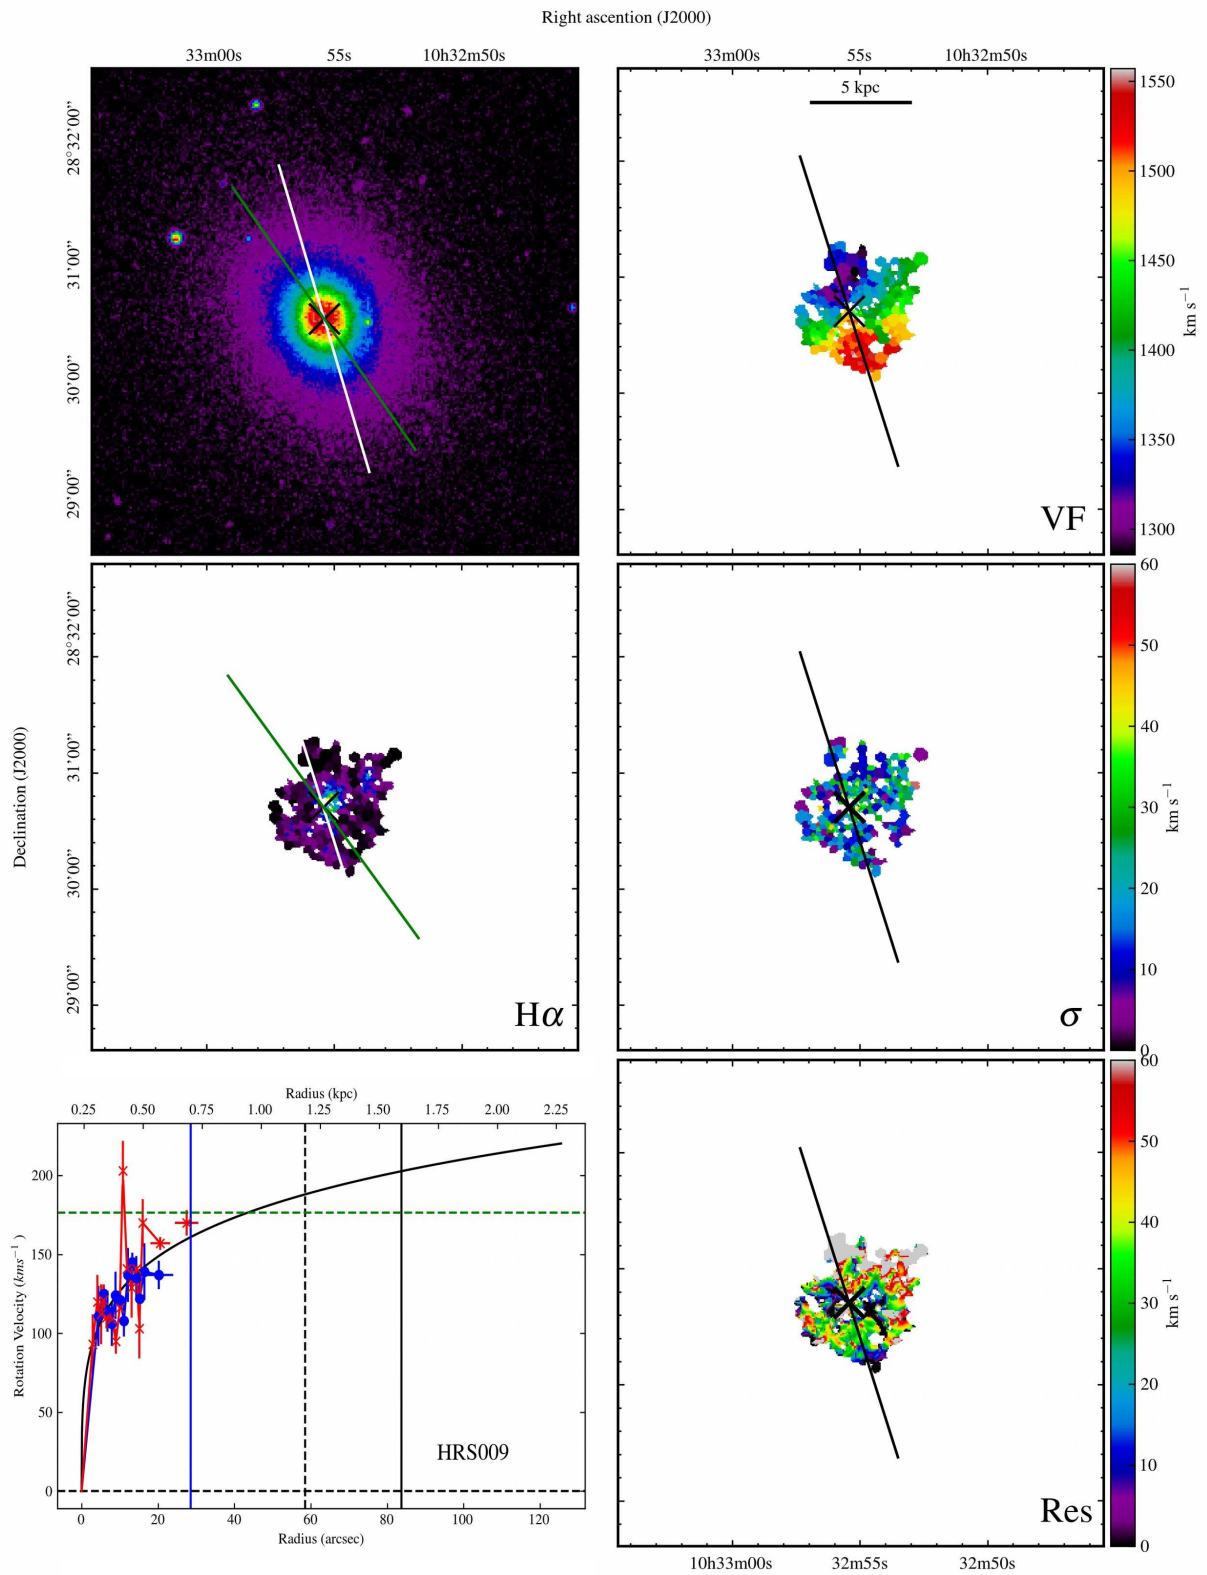 Right ascention (J2000)
33m00s 55s 10h32m50s
33m00s 55s 10h32m50s
28°32’00”
31’00”
30’00”
29’00”
5 kpc
VF
1550
1500
1450
1400
1350
1300
km s⁻¹
Declination (J2000)
28°32’00”
31’00”
30’00”
29’00”
Hα
σ
60
50
40
30
20
10
0
km s⁻¹
Radius (kpc)
0.25 0.50 0.75 1.00 1.25 1.50 1.75 2.00 2.25
Rotation Velocity (kms⁻¹)
200
150
100
50
0
HRS009
0 20 40 60 80 100 120
Radius (arcsec)
Res
60
50
40
30
20
10
0
km s⁻¹
10h33m00s 32m55s 32m50s